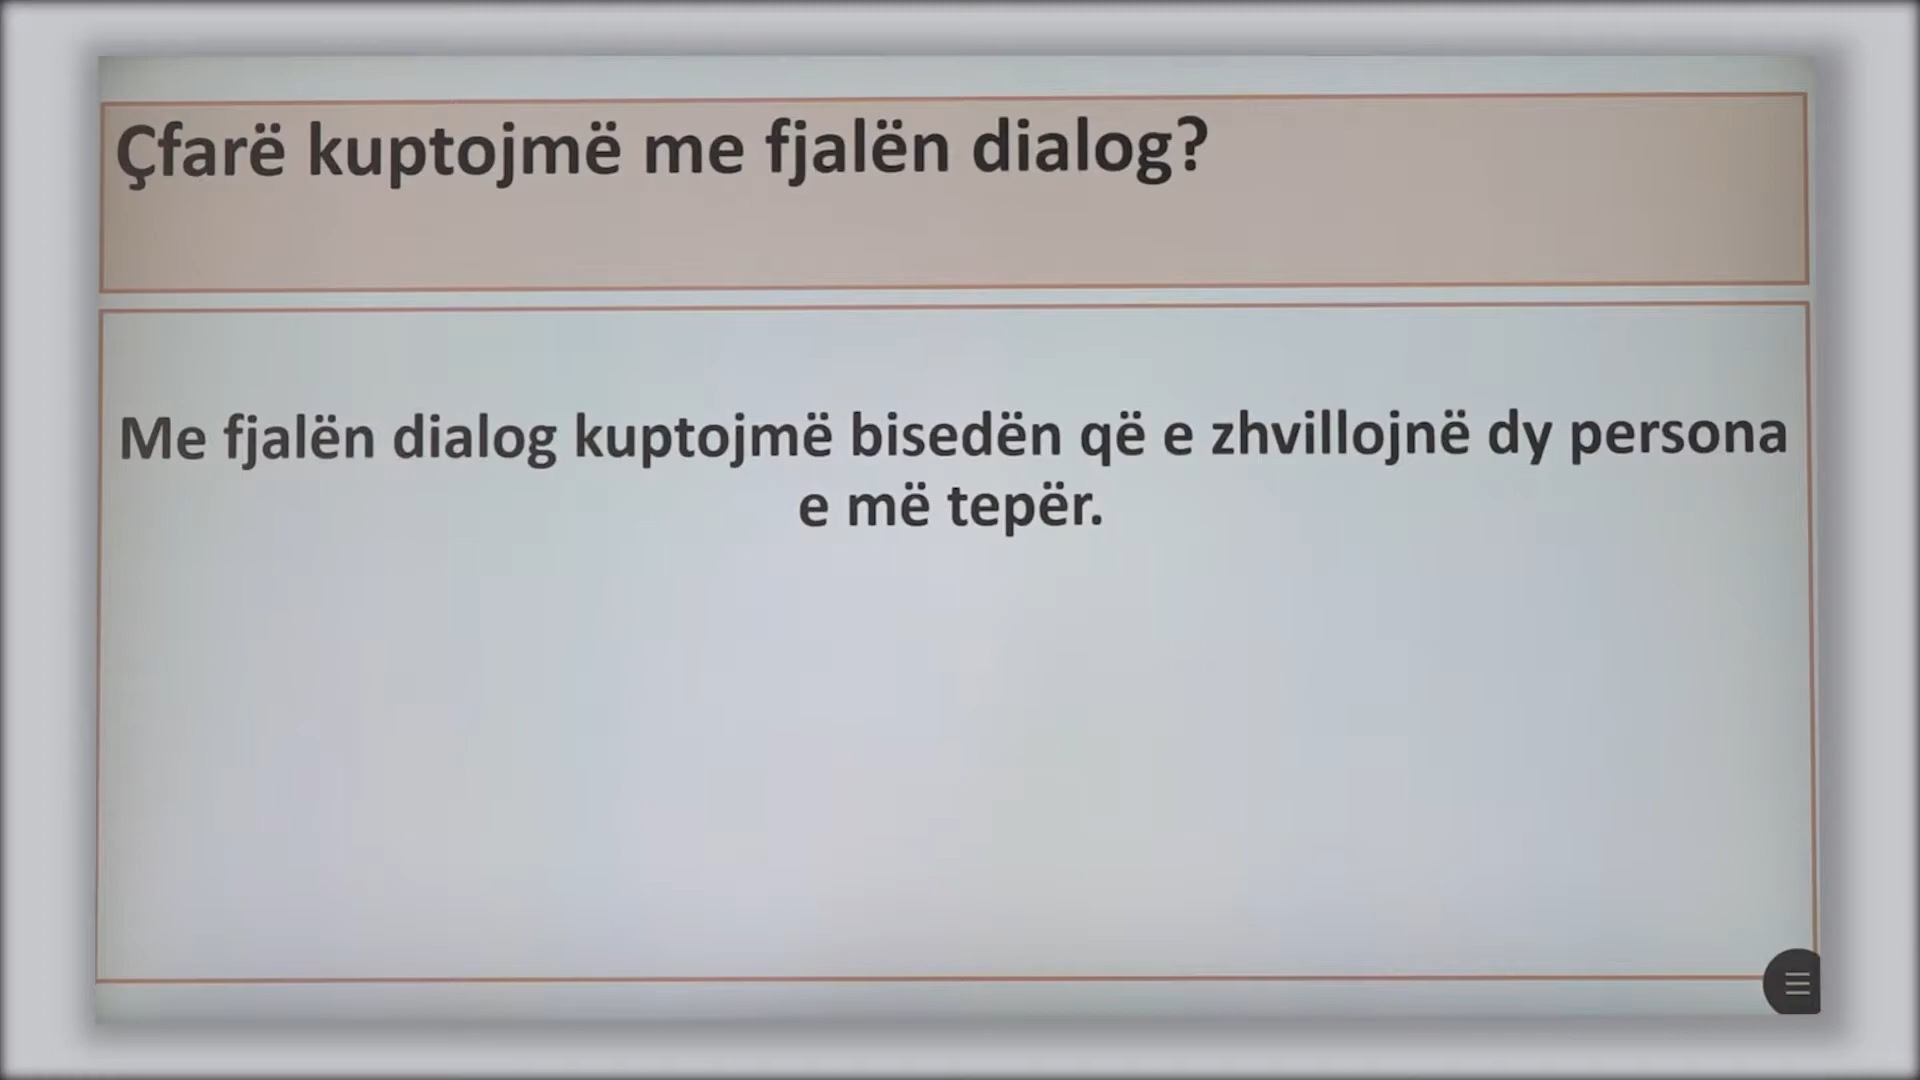 Çfarë kuptojmë me fjalën dialog?
Me fjalën dialog kuptojmë bisedën që e zhvillojnë dy persona
e më tepër.